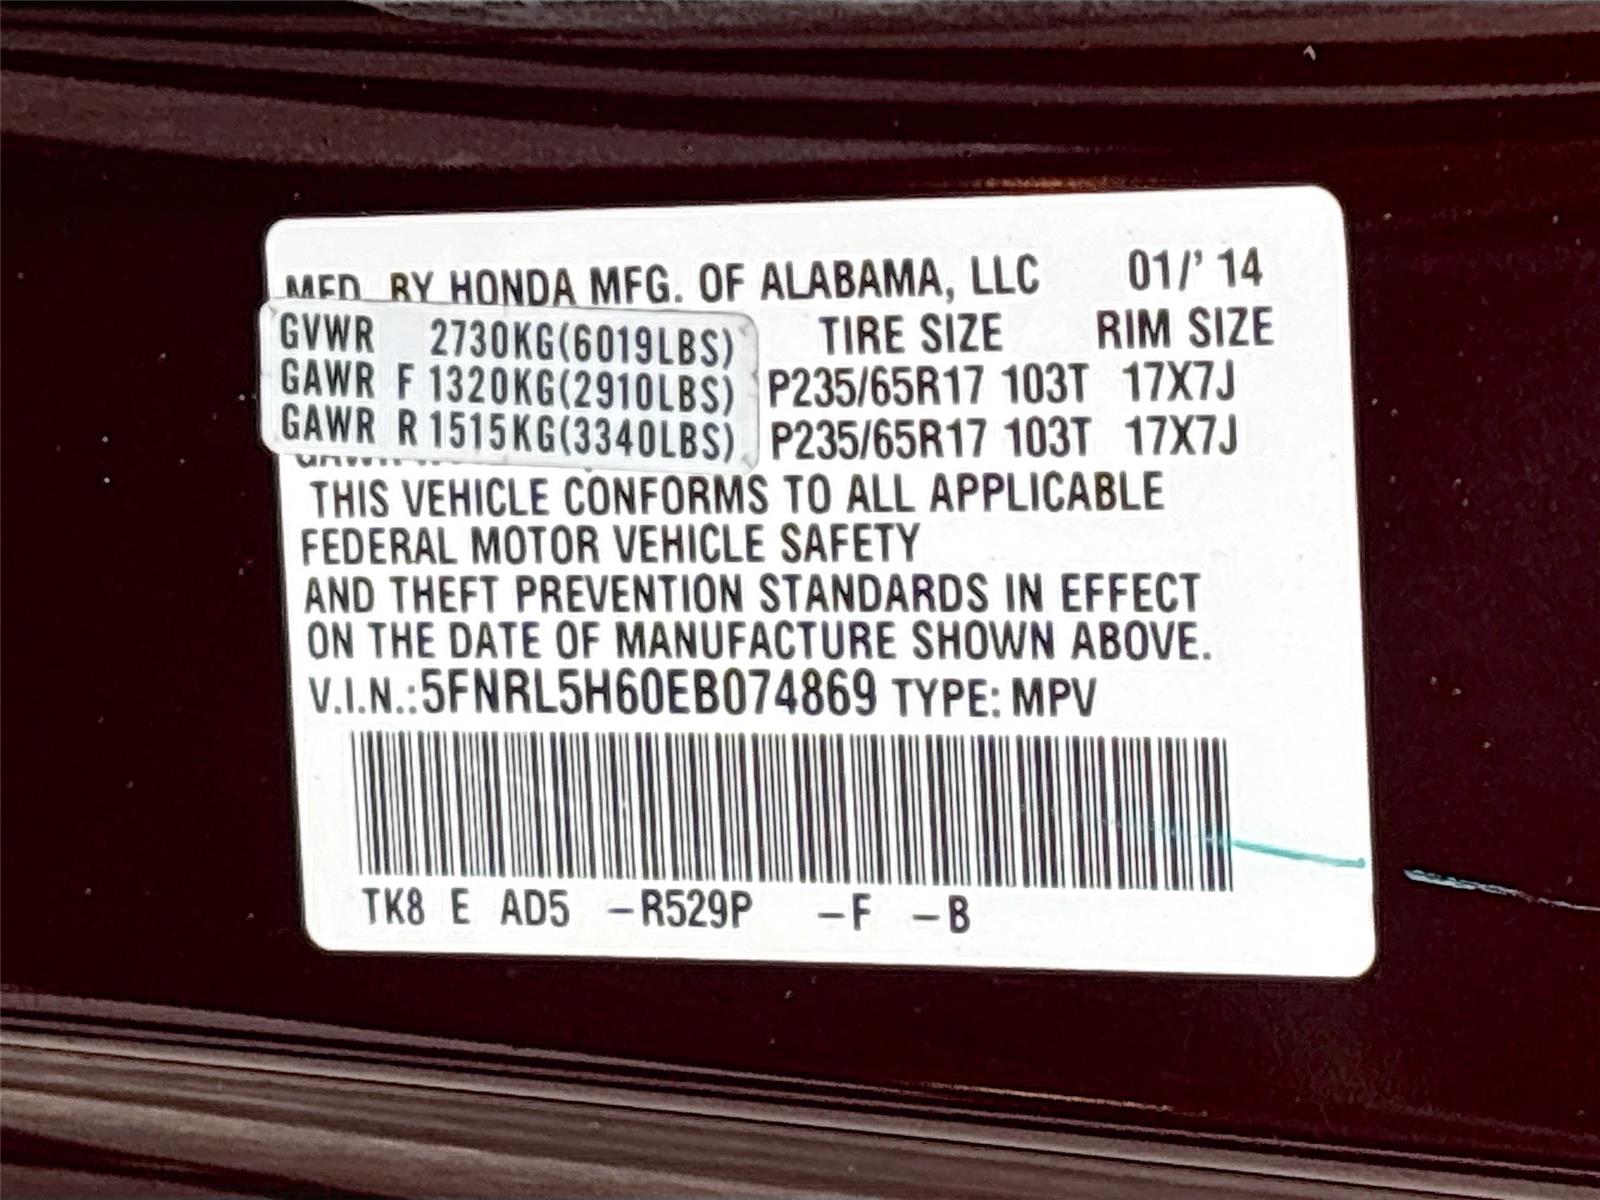 MFD. BY HONDA MFG. OF ALABAMA, LLC 01/' 14
GVWR 2730KG(6019LBS) TIRE SIZE RIM SIZE
GAWR F 1320KG(2910LBS) P235/65R17 103T 17X7J
GAWR R 1515KG(3340LBS) P235/65R17 103T 17X7J
THIS VEHICLE CONFORMS TO ALL APPLICABLE
FEDERAL MOTOR VEHICLE SAFETY
AND THEFT PREVENTION STANDARDS IN EFFECT
ON THE DATE OF MANUFACTURE SHOWN ABOVE.
V.I.N.:5FNRL5H60EB074869 TYPE: MPV
TK8 E AD5 -R529P -F -B